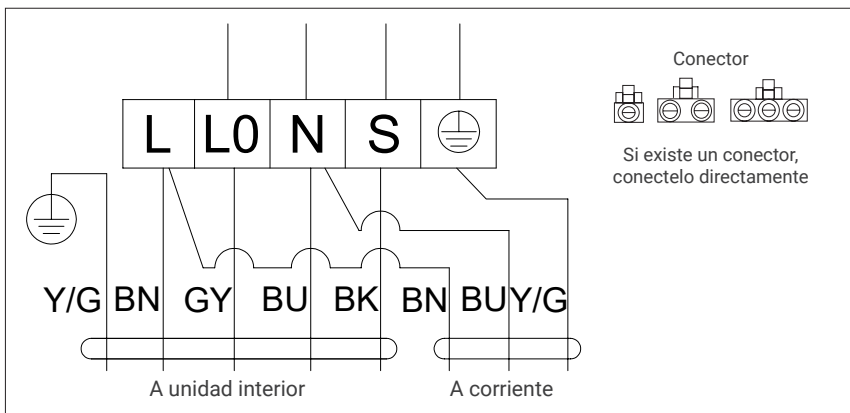 Conector
L L0 N S
Si existe un conector,
conectelo directamente
Y/G BN GY BU BK BN BU Y/G
A unidad interior A corriente